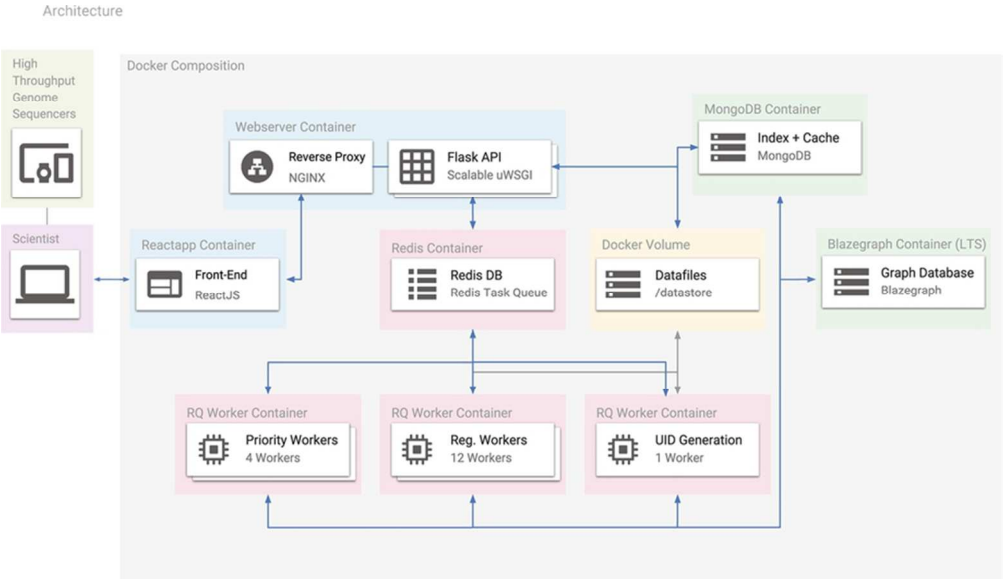 Architecture
High
Throughput
Genome
Sequencers
Docker Composition
Webserver Container
Reverse Proxy
NGINX
Flask API
Scalable uWSGI
MongoDB Container
Index + Cache
MongoDB
Scientist
Reactapp Container
Front-End
ReactJS
Redis Container
Redis DB
Redis Task Queue
Docker Volume
Datafiles
/datastore
Blazegraph Container (LTS)
Graph Database
Blazegraph
RQ Worker Container
Priority Workers
4 Workers
RQ Worker Container
Reg. Workers
12 Workers
RQ Worker Container
UID Generation
1 Worker